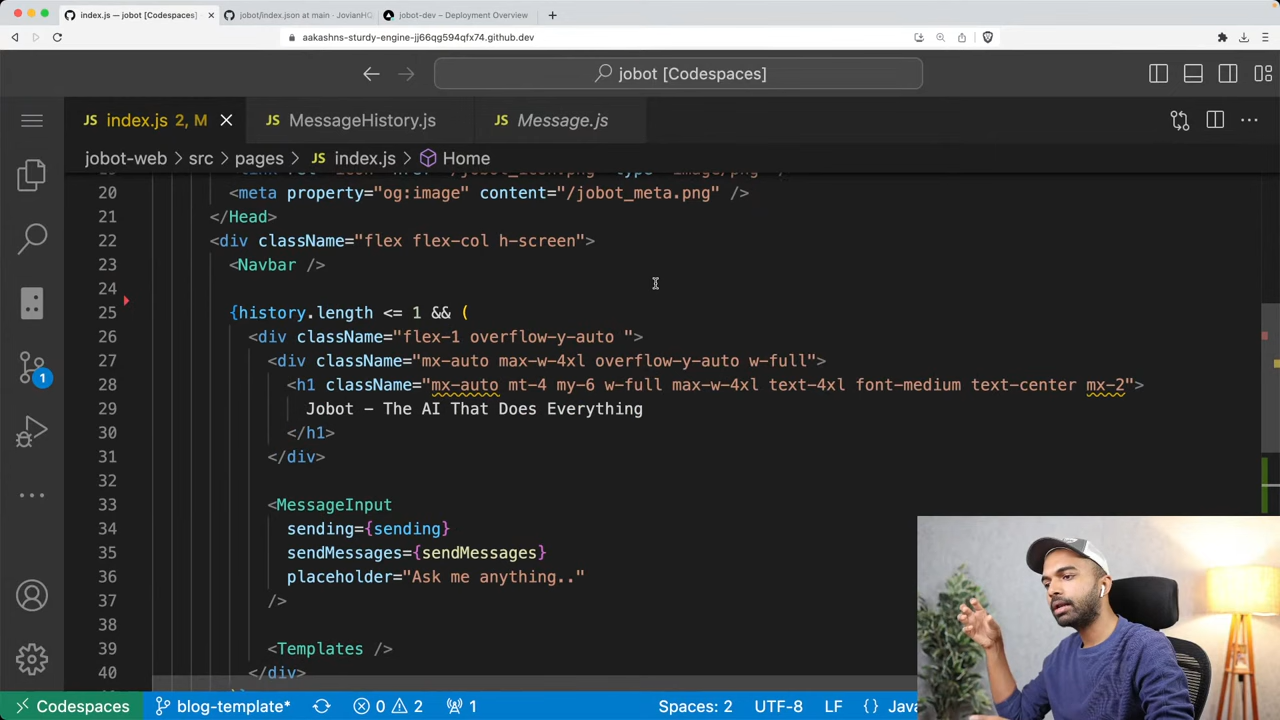 index.js — jobot [Codespaces]
jobot/index.json at main · JovianHQ
jobot-dev – Deployment Overview
aakashns-sturdy-engine-jj66qg594qfx74.github.dev
jobot [Codespaces]
JS index.js 2, M
JS MessageHistory.js
JS Message.js
jobot-web > src > pages > JS index.js > Home
20 <meta property="og:image" content="/jobot_meta.png" />
21 </Head>
22 <div className="flex flex-col h-screen">
23 <Navbar />
24
25 {history.length <= 1 && (
26 <div className="flex-1 overflow-y-auto ">
27 <div className="mx-auto max-w-4xl overflow-y-auto w-full">
28 <h1 className="mx-auto mt-4 my-6 w-full max-w-4xl text-4xl font-medium text-center mx-2">
29 Jobot - The AI That Does Everything
30 </h1>
31 </div>
32
33 <MessageInput
34 sending={sending}
35 sendMessages={sendMessages}
36 placeholder="Ask me anything.."
37 />
38
39 <Templates />
40 </div>
1
Codespaces
blog-template*
0
2
1
Spaces: 2
UTF-8
LF
{}